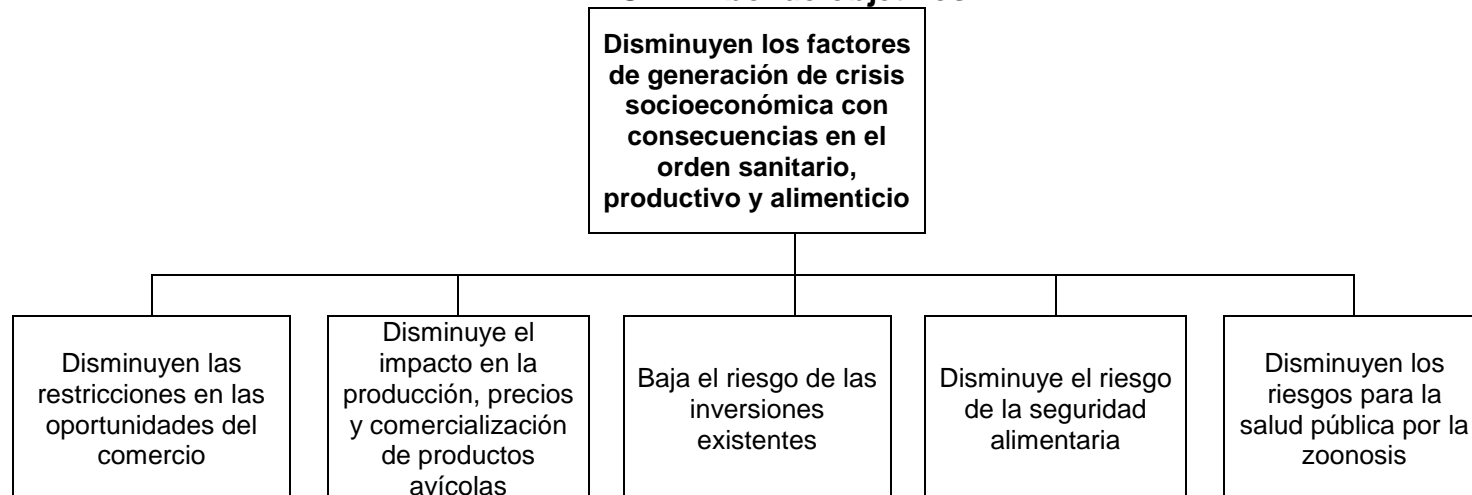 Disminuyen los factores
de generación de crisis
socioeconómica con
consecuencias en el
orden sanitario,
productivo y alimenticio
Disminuyen las
restricciones en las
oportunidades del
comercio
Disminuye el
impacto en la
producción, precios
y comercialización
de productos
avícolas
Baja el riesgo de las
inversiones
existentes
Disminuye el riesgo
de la seguridad
alimentaria
Disminuyen los
riesgos para la
salud pública por la
zoonosis